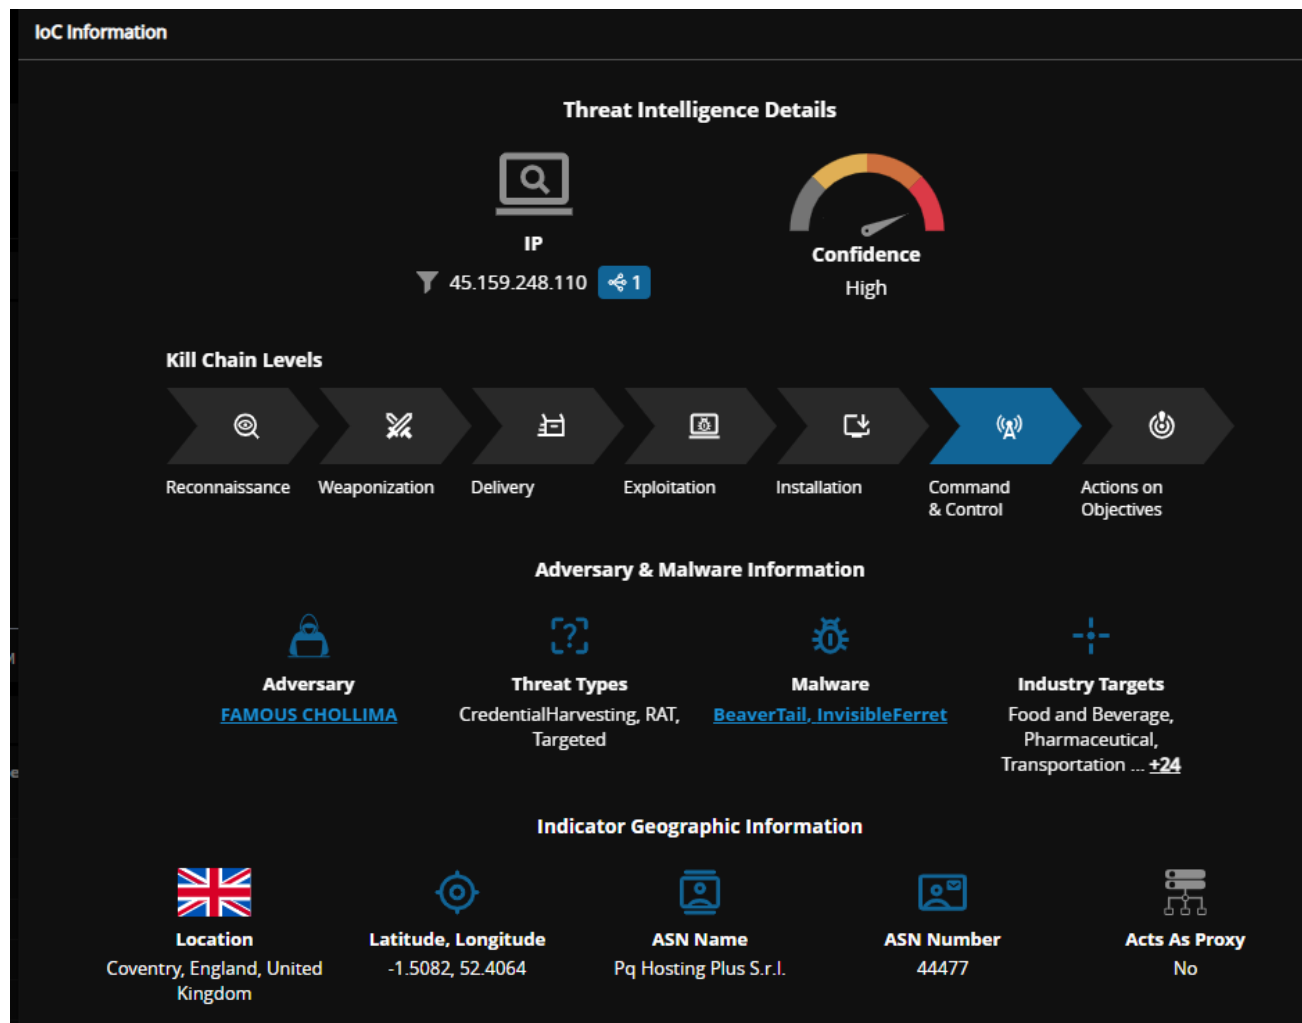 IoC Information
Threat Intelligence Details
IP
45.159.248.110 1
Confidence
High
Kill Chain Levels
Reconnaissance
Weaponization
Delivery
Exploitation
Installation
Command
& Control
Actions on
Objectives
Adversary & Malware Information
Adversary
FAMOUS CHOLLIMA
Threat Types
CredentialHarvesting, RAT,
Targeted
Malware
BeaverTail, InvisibleFerret
Industry Targets
Food and Beverage,
Pharmaceutical,
Transportation ... +24
Indicator Geographic Information
Location
Coventry, England, United
Kingdom
Latitude, Longitude
-1.5082, 52.4064
ASN Name
Pq Hosting Plus S.r.l.
ASN Number
44477
Acts As Proxy
No